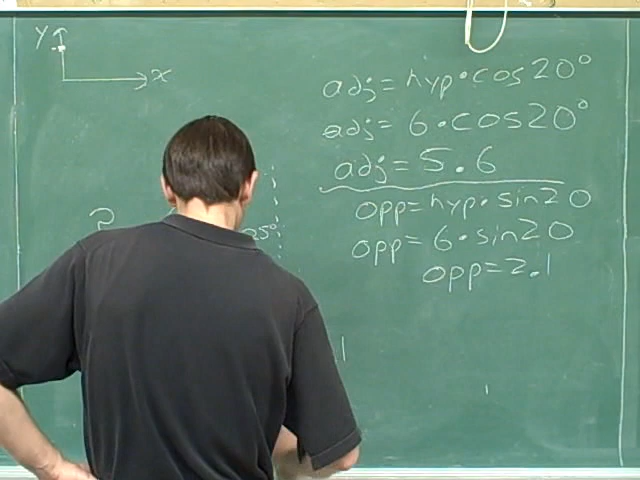 Y
x
adj = hyp • cos 20°
adj = 6 • cos 20°
adj = 5.6
opp = hyp • sin 20
opp = 6 • sin 20
opp = 2.1
?
25°